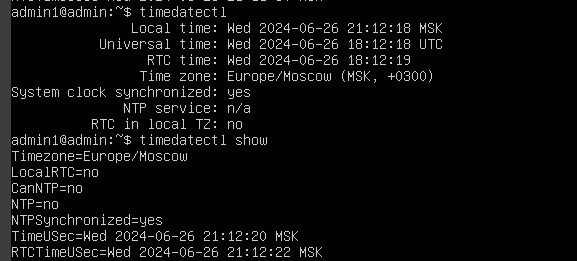 admin1@admin:~$ timedatectl
Local time: Wed 2024-06-26 21:12:18 MSK
Universal time: Wed 2024-06-26 18:12:18 UTC
RTC time: Wed 2024-06-26 18:12:19
Time zone: Europe/Moscow (MSK, +0300)
System clock synchronized: yes
NTP service: n/a
RTC in local TZ: no
admin1@admin:~$ timedatectl show
Timezone=Europe/Moscow
LocalRTC=no
CanNTP=no
NTP=no
NTPSynchronized=yes
TimeUSec=Wed 2024-06-26 21:12:20 MSK
RTCTimeUSec=Wed 2024-06-26 21:12:22 MSK